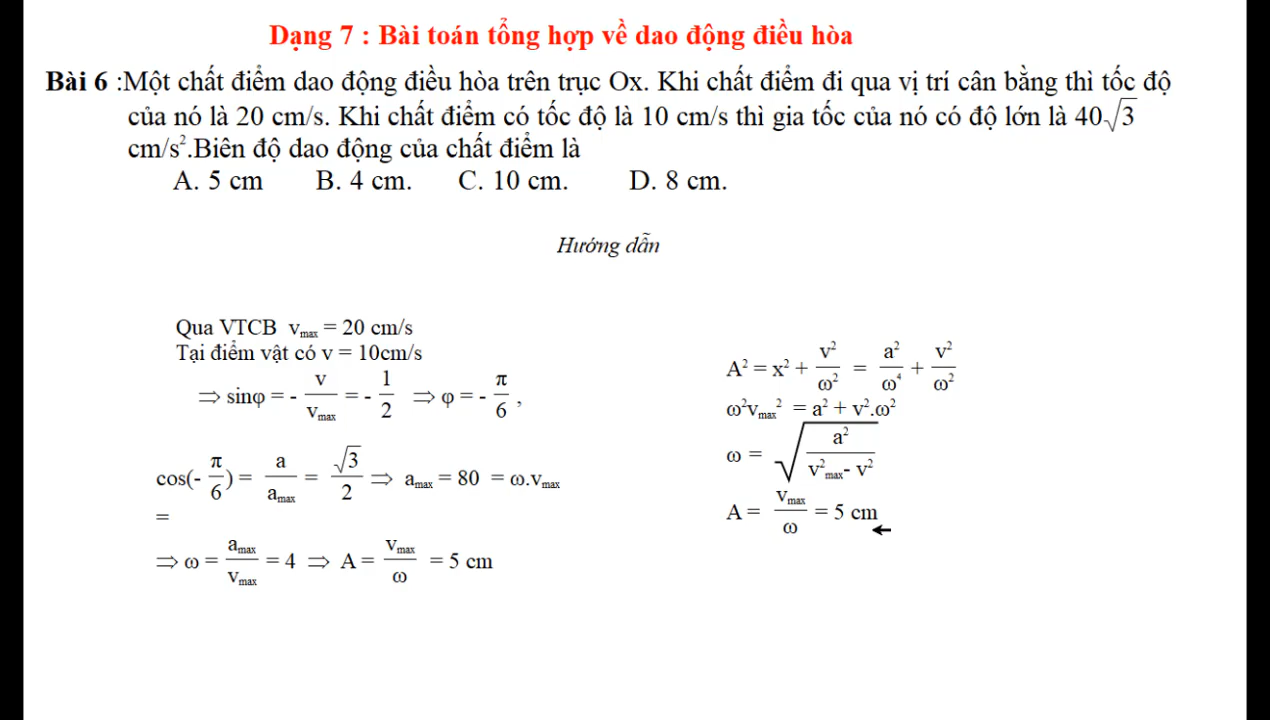 Dạng 7 : Bài toán tổng hợp về dao động điều hòa
Bài 6 :Một chất điểm dao động điều hòa trên trục Ox. Khi chất điểm đi qua vị trí cân bằng thì tốc độ
của nó là 20 cm/s. Khi chất điểm có tốc độ là 10 cm/s thì gia tốc của nó có độ lớn là 40√3
cm/s².Biên độ dao động của chất điểm là
A. 5 cm B. 4 cm. C. 10 cm. D. 8 cm.
Hướng dẫn
Qua VTCB v_max = 20 cm/s
Tại điểm vật có v = 10cm/s
⇒ sinφ = - v/v_max = - 1/2 ⇒ φ = - π/6 ,
cos(- π/6) = a/a_max = √3/2 ⇒ a_max = 80 = ω.v_max
=
⇒ ω = a_max/v_max = 4 ⇒ A = v_max/ω = 5 cm
A² = x² + v²/ω² = a²/ω⁴ + v²/ω²
ω²v_max² = a² + v².ω²
ω = √(a²/(v²_max - v²))
A = v_max/ω = 5 cm